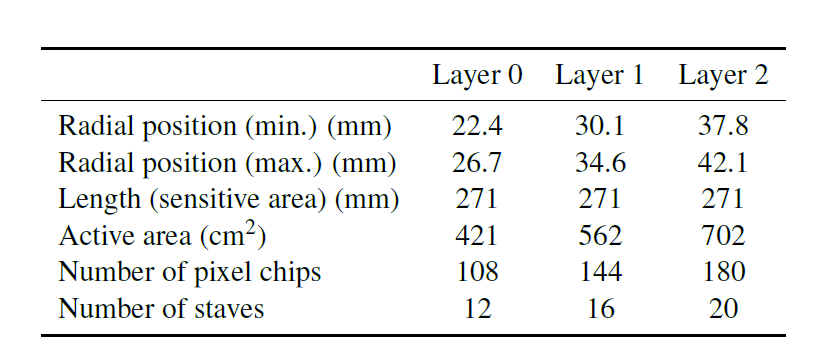 Layer 0 Layer 1 Layer 2
Radial position (min.) (mm) 22.4 30.1 37.8
Radial position (max.) (mm) 26.7 34.6 42.1
Length (sensitive area) (mm) 271 271 271
Active area (cm²) 421 562 702
Number of pixel chips 108 144 180
Number of staves 12 16 20